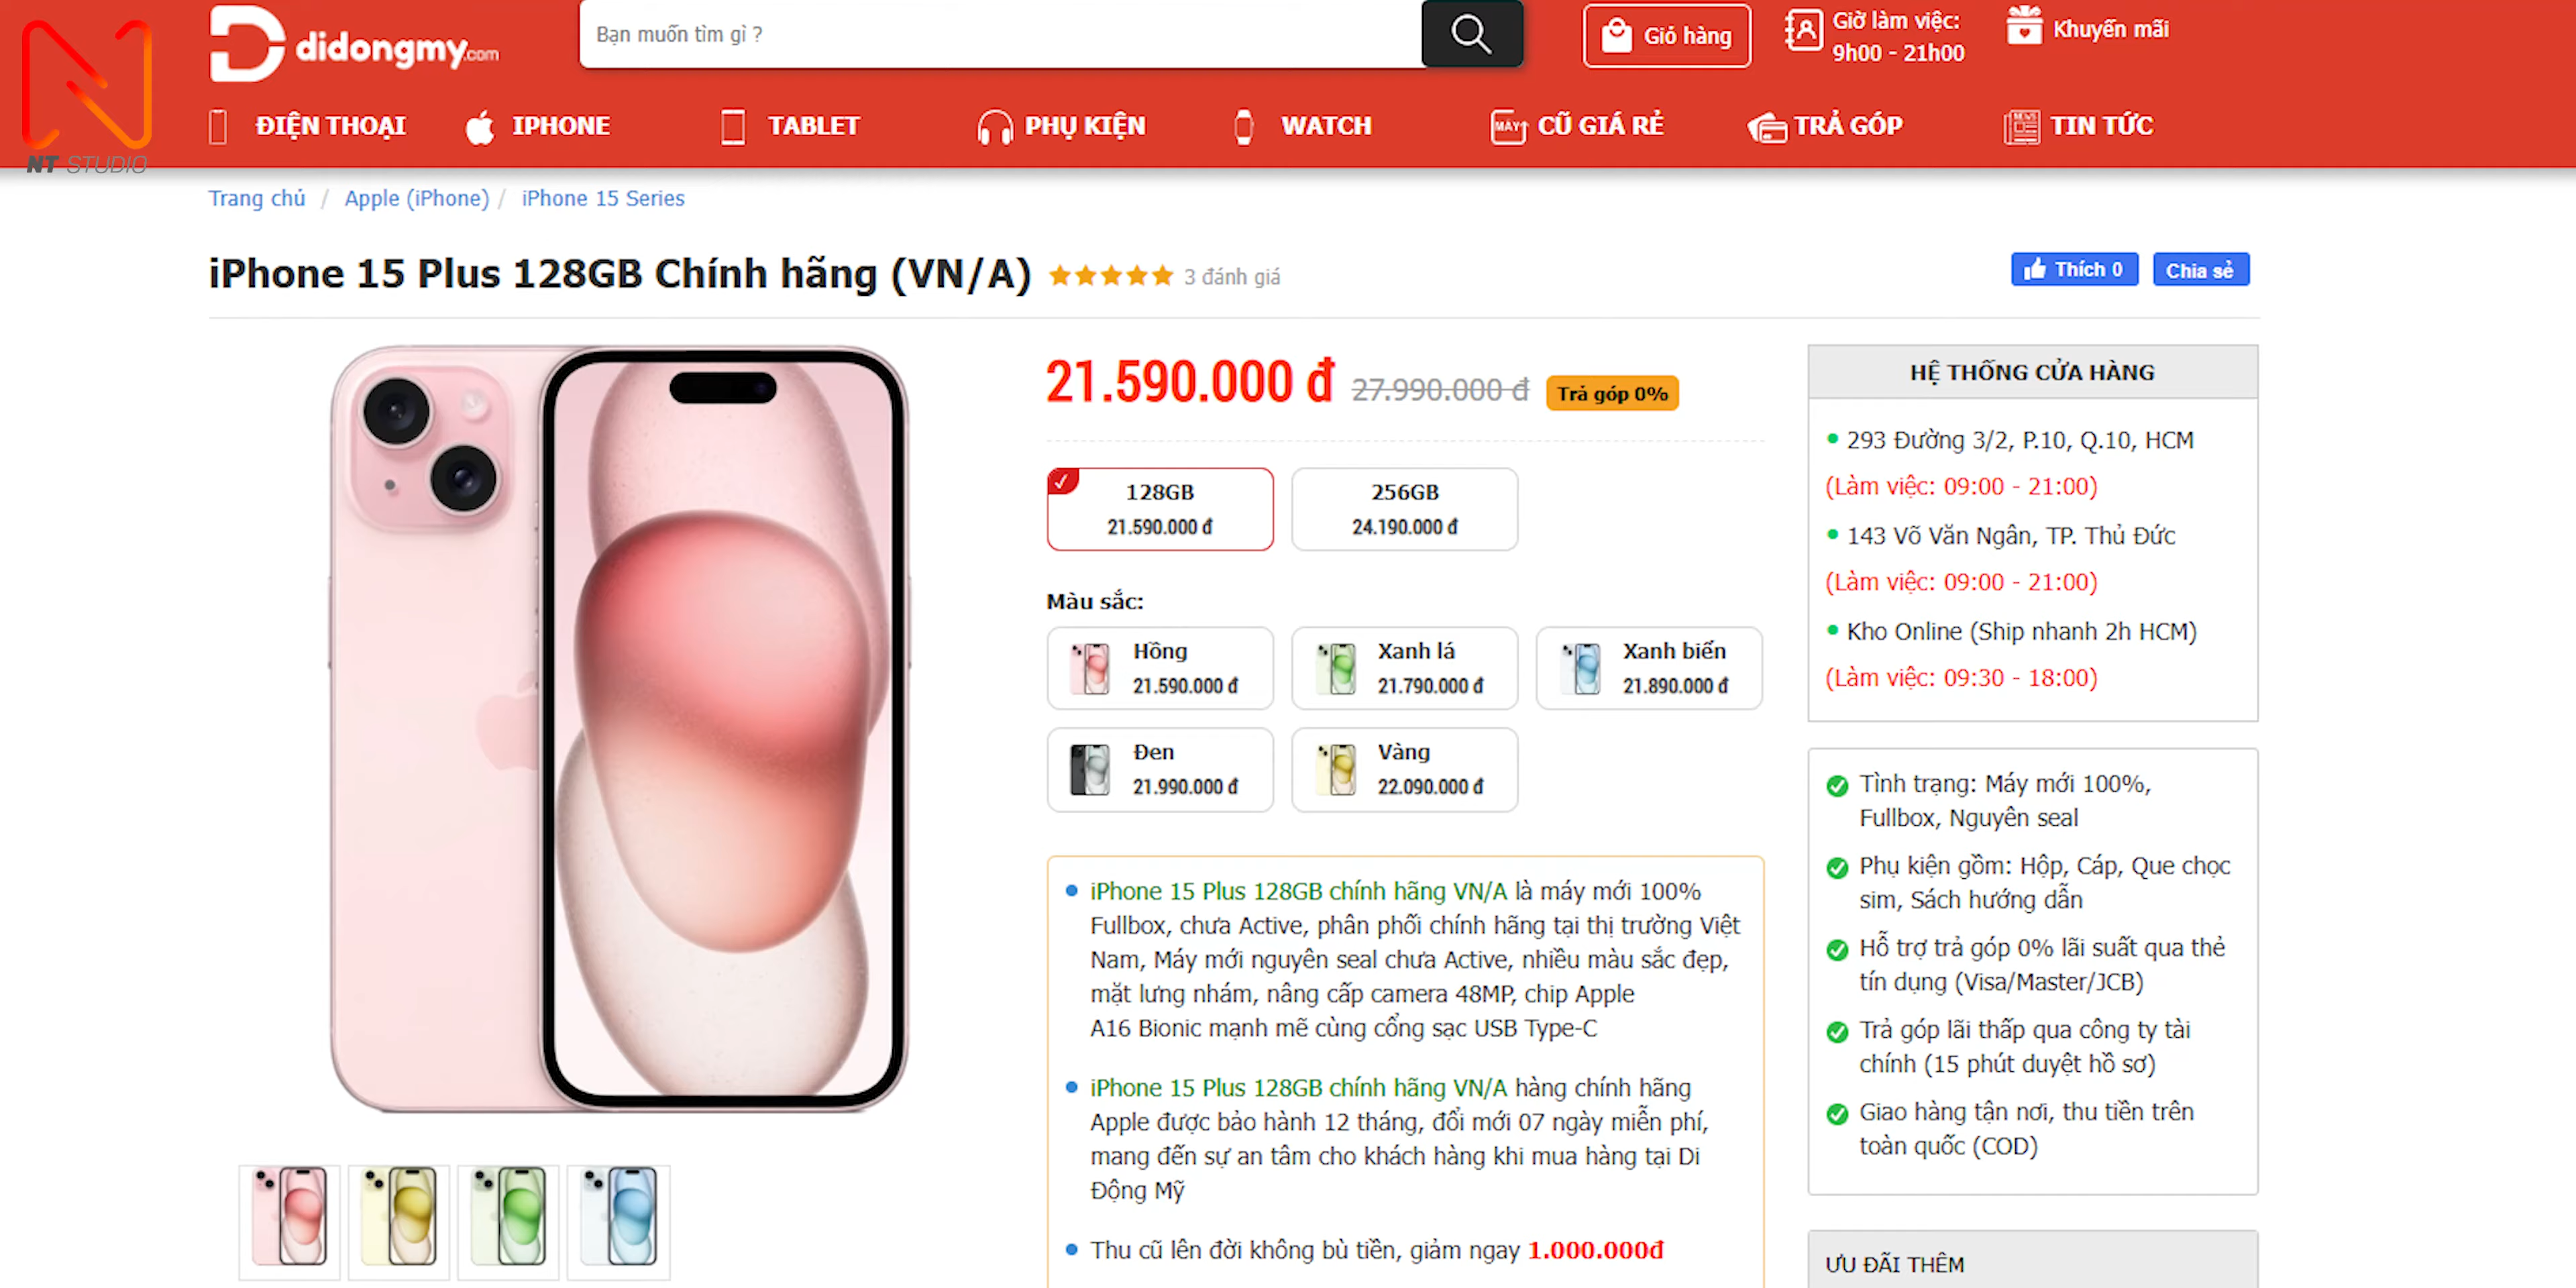 didongmy.com
Bạn muốn tìm gì ?
Giỏ hàng
Giờ làm việc:
9h00 - 21h00
Khuyến mãi
NT STUDIO
ĐIỆN THOẠI
IPHONE
TABLET
PHỤ KIỆN
WATCH
MÁY
CŨ GIÁ RẺ
TRẢ GÓP
NEWS
TIN TỨC
Trang chủ / Apple (iPhone) / iPhone 15 Series
iPhone 15 Plus 128GB Chính hãng (VN/A)
3 đánh giá
Thích 0
Chia sẻ
21.590.000 đ
27.990.000 đ
Trả góp 0%
128GB
21.590.000 đ
256GB
24.190.000 đ
Màu sắc:
Hồng
21.590.000 đ
Xanh lá
21.790.000 đ
Xanh biển
21.890.000 đ
Đen
21.990.000 đ
Vàng
22.090.000 đ
iPhone 15 Plus 128GB chính hãng VN/A là máy mới 100%
Fullbox, chưa Active, phân phối chính hãng tại thị trường Việt
Nam, Máy mới nguyên seal chưa Active, nhiều màu sắc đẹp,
mặt lưng nhám, nâng cấp camera 48MP, chip Apple
A16 Bionic mạnh mẽ cùng cổng sạc USB Type-C
iPhone 15 Plus 128GB chính hãng VN/A hàng chính hãng
Apple được bảo hành 12 tháng, đổi mới 07 ngày miễn phí,
mang đến sự an tâm cho khách hàng khi mua hàng tại Di
Động Mỹ
Thu cũ lên đời không bù tiền, giảm ngay 1.000.000đ
HỆ THỐNG CỬA HÀNG
293 Đường 3/2, P.10, Q.10, HCM
(Làm việc: 09:00 - 21:00)
143 Võ Văn Ngân, TP. Thủ Đức
(Làm việc: 09:00 - 21:00)
Kho Online (Ship nhanh 2h HCM)
(Làm việc: 09:30 - 18:00)
Tình trạng: Máy mới 100%,
Fullbox, Nguyên seal
Phụ kiện gồm: Hộp, Cáp, Que chọc
sim, Sách hướng dẫn
Hỗ trợ trả góp 0% lãi suất qua thẻ
tín dụng (Visa/Master/JCB)
Trả góp lãi thấp qua công ty tài
chính (15 phút duyệt hồ sơ)
Giao hàng tận nơi, thu tiền trên
toàn quốc (COD)
ƯU ĐÃI THÊM